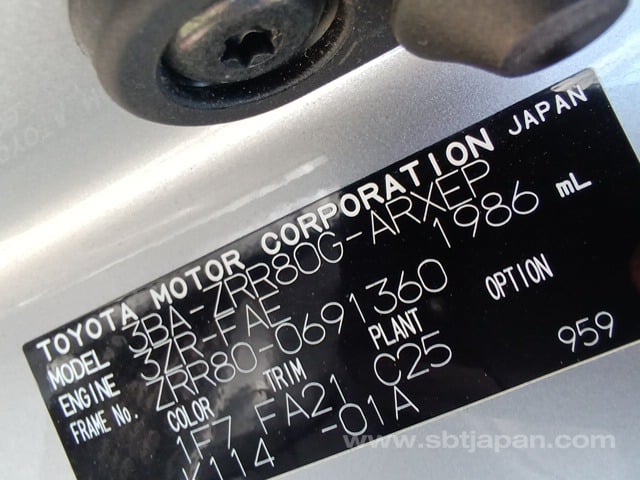 TOYOTA MOTOR CORPORATION JAPAN
MODEL 3BA-ZRR80G-ARXEP
ENGINE 3ZR-FAE 1986 mL
FRAME No. ZRR80-0691360
COLOR TRIM PLANT OPTION
1F7 FA21 C25 959
K114 -01A
www.sbtjapan.com